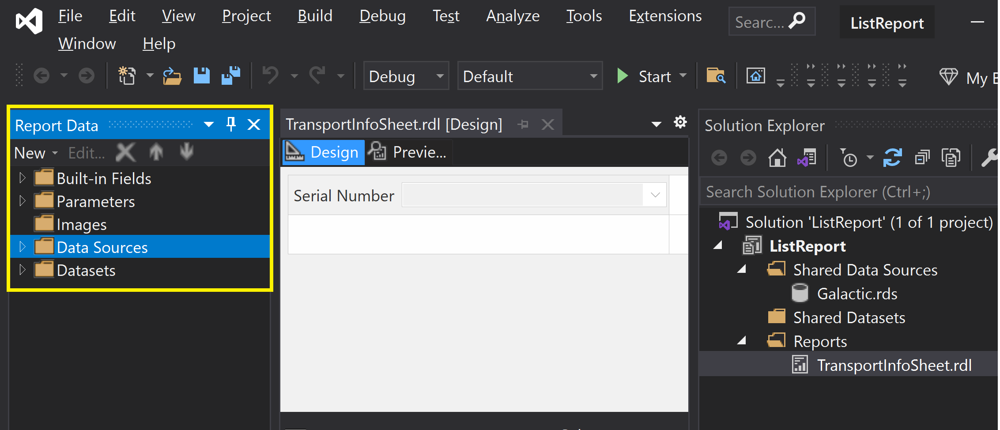 File Edit View Project Build Debug Test Analyze Tools Extensions
Window Help
Searc...
ListReport
Debug
Default
Start
My
Report Data
New Edit...
Built-in Fields
Parameters
Images
Data Sources
Datasets
TransportInfoSheet.rdl [Design]
Design Previe...
Serial Number
Solution Explorer
Search Solution Explorer (Ctrl+;)
Solution 'ListReport' (1 of 1 project)
ListReport
Shared Data Sources
Galactic.rds
Shared Datasets
Reports
TransportInfoSheet.rdl